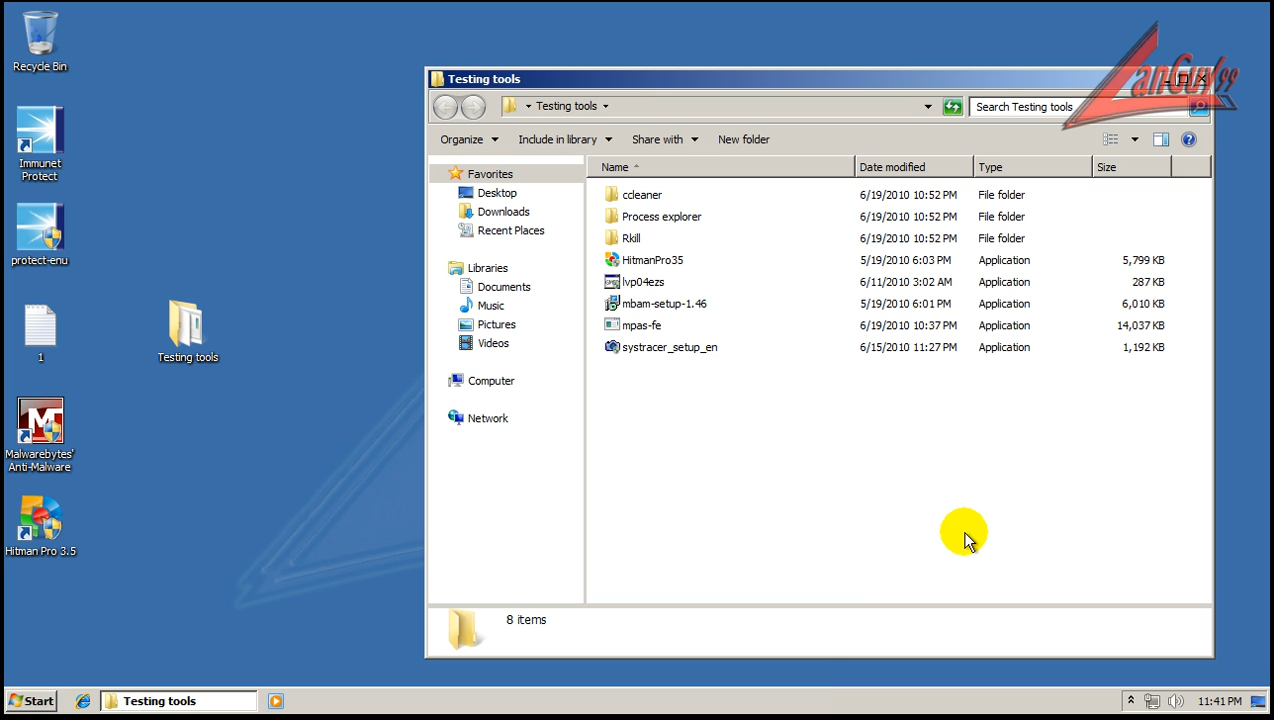 Recycle Bin
Immunet
Protect
protect-enu
1
Malwarebytes'
Anti-Malware
Hitman Pro 3.5
Testing tools
LanGuy99
Testing tools
Testing tools
Search Testing tools
Organize
Include in library
Share with
New folder
Favorites
Desktop
Downloads
Recent Places
Libraries
Documents
Music
Pictures
Videos
Computer
Network
Name Date modified Type Size
ccleaner 6/19/2010 10:52 PM File folder
Process explorer 6/19/2010 10:52 PM File folder
Rkill 6/19/2010 10:52 PM File folder
HitmanPro35 5/19/2010 6:03 PM Application 5,799 KB
lvp04ezs 6/11/2010 3:02 AM Application 287 KB
mbam-setup-1.46 5/19/2010 6:01 PM Application 6,010 KB
mpas-fe 6/19/2010 10:37 PM Application 14,037 KB
systracer_setup_en 6/15/2010 11:27 PM Application 1,192 KB
8 items
Start
Testing tools
11:41 PM